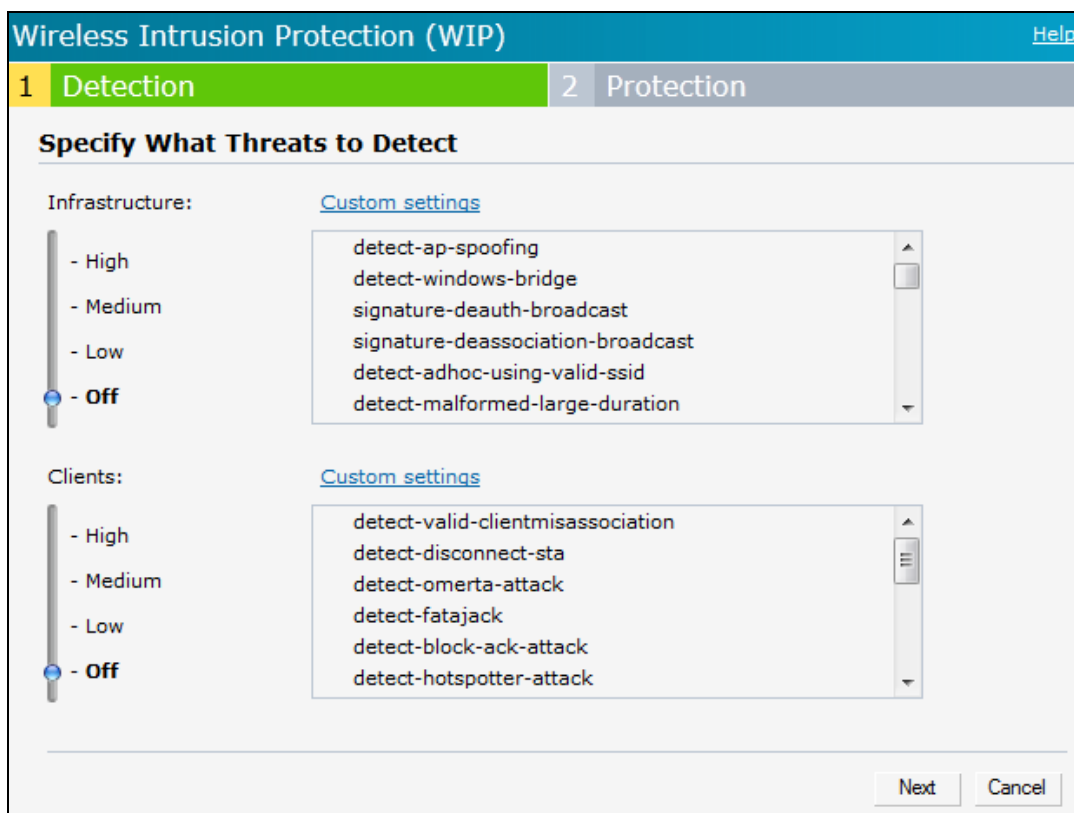 Wireless Intrusion Protection (WIP)
Help
1 Detection
2 Protection
Specify What Threats to Detect
Infrastructure:
Custom settings
- High
- Medium
- Low
- Off
detect-ap-spoofing
detect-windows-bridge
signature-deauth-broadcast
signature-deassociation-broadcast
detect-adhoc-using-valid-ssid
detect-malformed-large-duration
Clients:
Custom settings
- High
- Medium
- Low
- Off
detect-valid-clientmisassociation
detect-disconnect-sta
detect-omerta-attack
detect-fatajack
detect-block-ack-attack
detect-hotspotter-attack
Next
Cancel